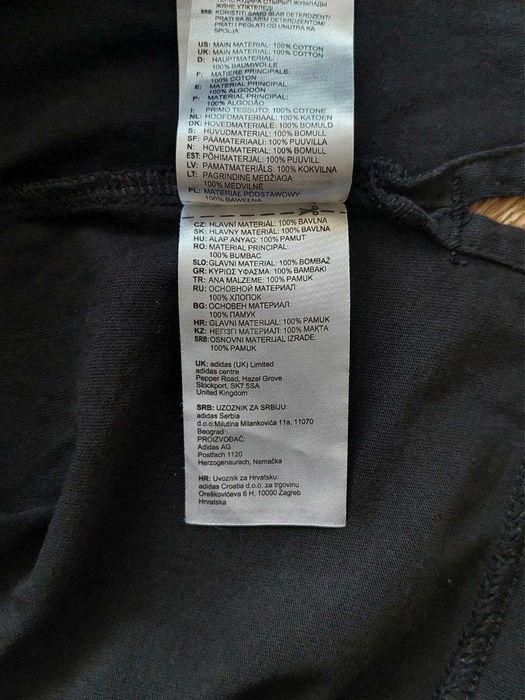 ЖӘНЕ ҮТІКТЕҢІЗ
SRB: KORISTITI SAMO SLAB DETERDZENT/
PRATI SA SLABIM DETERDZENTOM/
PRATI I PEGLATI OD UNUTRA KA
SPOLJA
US: MAIN MATERIAL: 100% COTTON
UK: MAIN MATERIAL: 100% COTTON
D: HAUPTMATERIAL:
100% BAUMWOLLE
F: MATIERE PRINCIPALE:
100% COTON
E: MATERIAL PRINCIPAL:
100% ALGODÓN
P: MATERIAL PRINCIPAL:
100% ALGODÃO
I: PRIMO TESSUTO: 100% COTONE
NL: HOOFDMATERIAAL: 100% KATOEN
DK: HOVEDMATERIALE: 100% BOMULD
S: HUVUDMATERIAL: 100% BOMULL
SF: PÄÄMATERIAALI: 100% PUUVILLA
N: HOVEDMATERIAL: 100% BOMULL
EST: PÕHIMATERJAL: 100% PUUVILL
LV: PAMATMATERIĀLS: 100% KOKVILNA
LT: PAGRINDINĖ MEDŽIAGA:
100% MEDVILNĖ
PL: MATERIAŁ PODSTAWOWY:
100% BAWEŁNA
CZ: HLAVNÍ MATERIÁL: 100% BAVLNA
SK: HLAVNÝ MATERIÁL: 100% BAVLNA
HU: ALAP ANYAG: 100% PAMUT
RO: MATERIAL PRINCIPAL:
100% BUMBAC
SLO: GLAVNI MATERIAL: 100% BOMBAŽ
GR: ΚΥΡΙΟΣ ΥΦΑΣΜΑ: 100% ΒΑΜΒΑΚΙ
TR: ANA MALZEME: 100% PAMUK
RU: ОСНОВНОЙ МАТЕРИАЛ:
100% ХЛОПОК
BG: ОСНОВЕН МАТЕРИАЛ:
100% ПАМУК
HR: GLAVNI MATERIJAL: 100% PAMUK
KZ: НЕГІЗГІ МАТЕРИАЛ: 100% МАҚТА
SRB: OSNOVNI MATERIJAL IZRADE:
100% PAMUK
UK: adidas (UK) Limited
adidas centre
Pepper Road, Hazel Grove
Stockport, SK7 5SA
United Kingdom
SRB: UZOZNIK ZA SRBIJU:
adidas Serbia
d.o.o.Milutina Milankovića 11a, 11070
Beograd
PROIZVOĐAČ:
Adidas AG
Postfach 1120
Herzogenaurach, Nemačka
HR: Uvoznik za Hrvatsku:
adidas Croatia d.o.o. za trgovinu
Oreškovićeva 6 H, 10000 Zagreb
Hrvatska